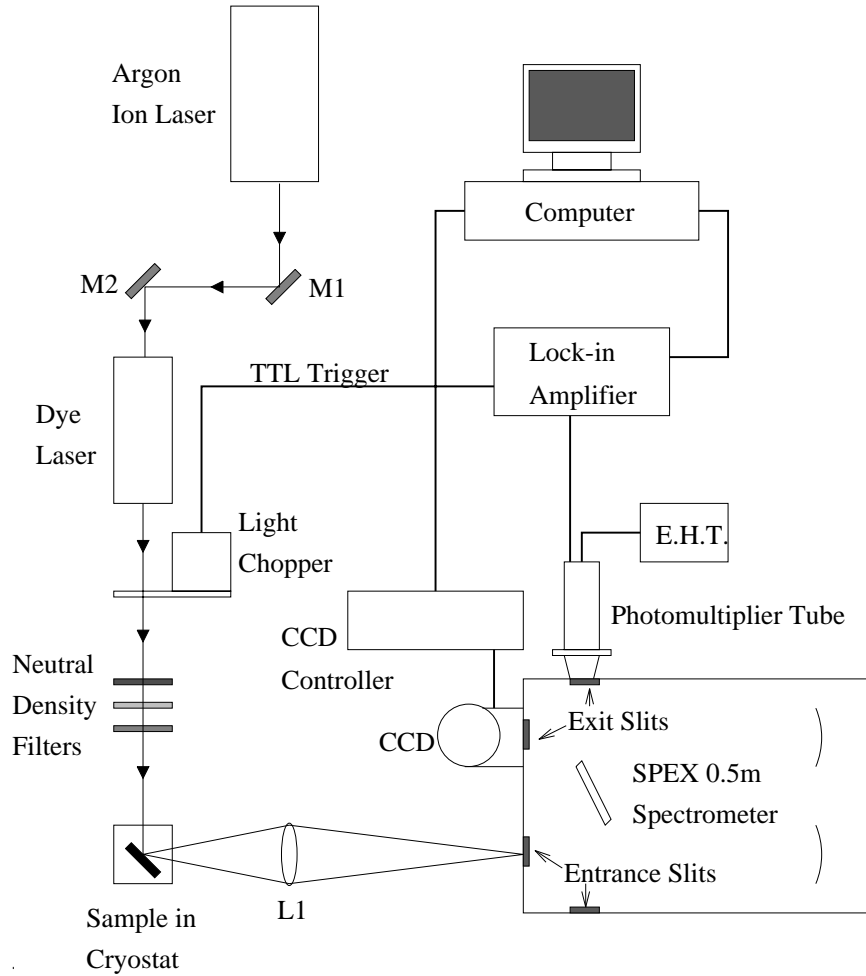 Argon
Ion Laser
Computer
M2
M1
Lock-in
Amplifier
TTL Trigger
Dye
Laser
Light
Chopper
E.H.T.
Photomultiplier Tube
CCD
Controller
Neutral
Density
Filters
CCD
Exit Slits
SPEX 0.5m
Spectrometer
Entrance Slits
L1
Sample in
Cryostat